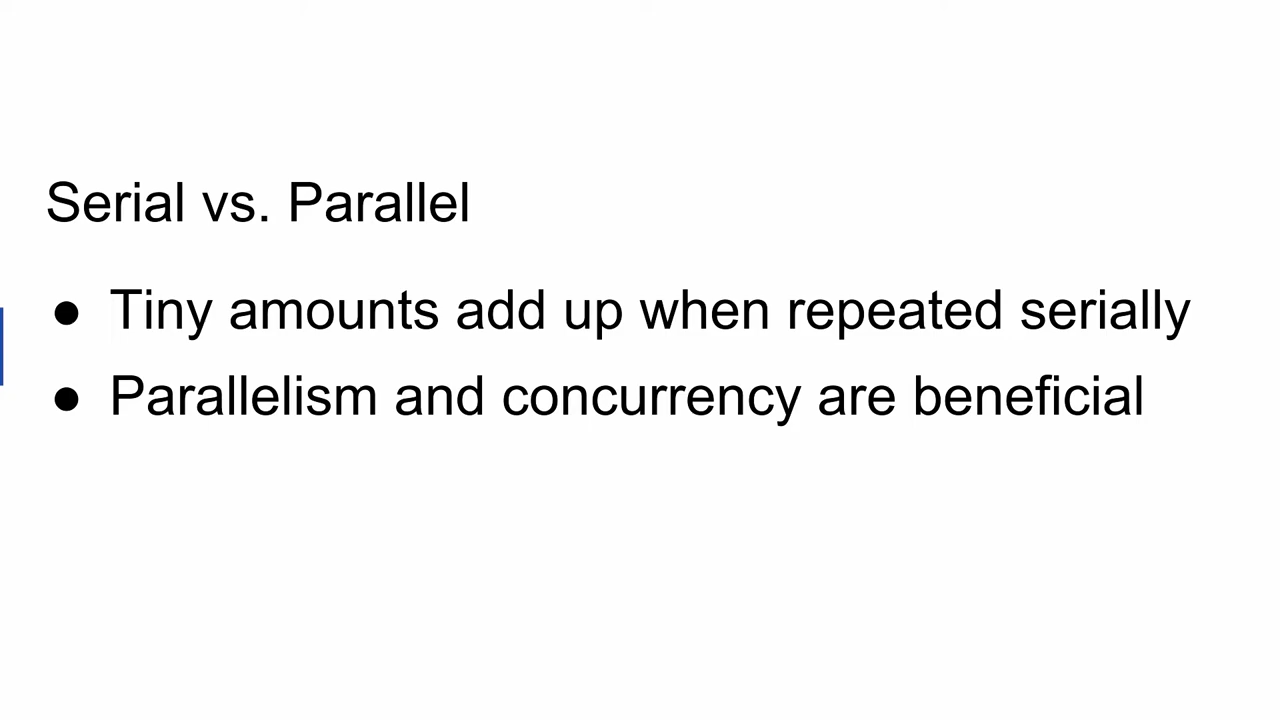 Serial vs. Parallel
● Tiny amounts add up when repeated serially
● Parallelism and concurrency are beneficial